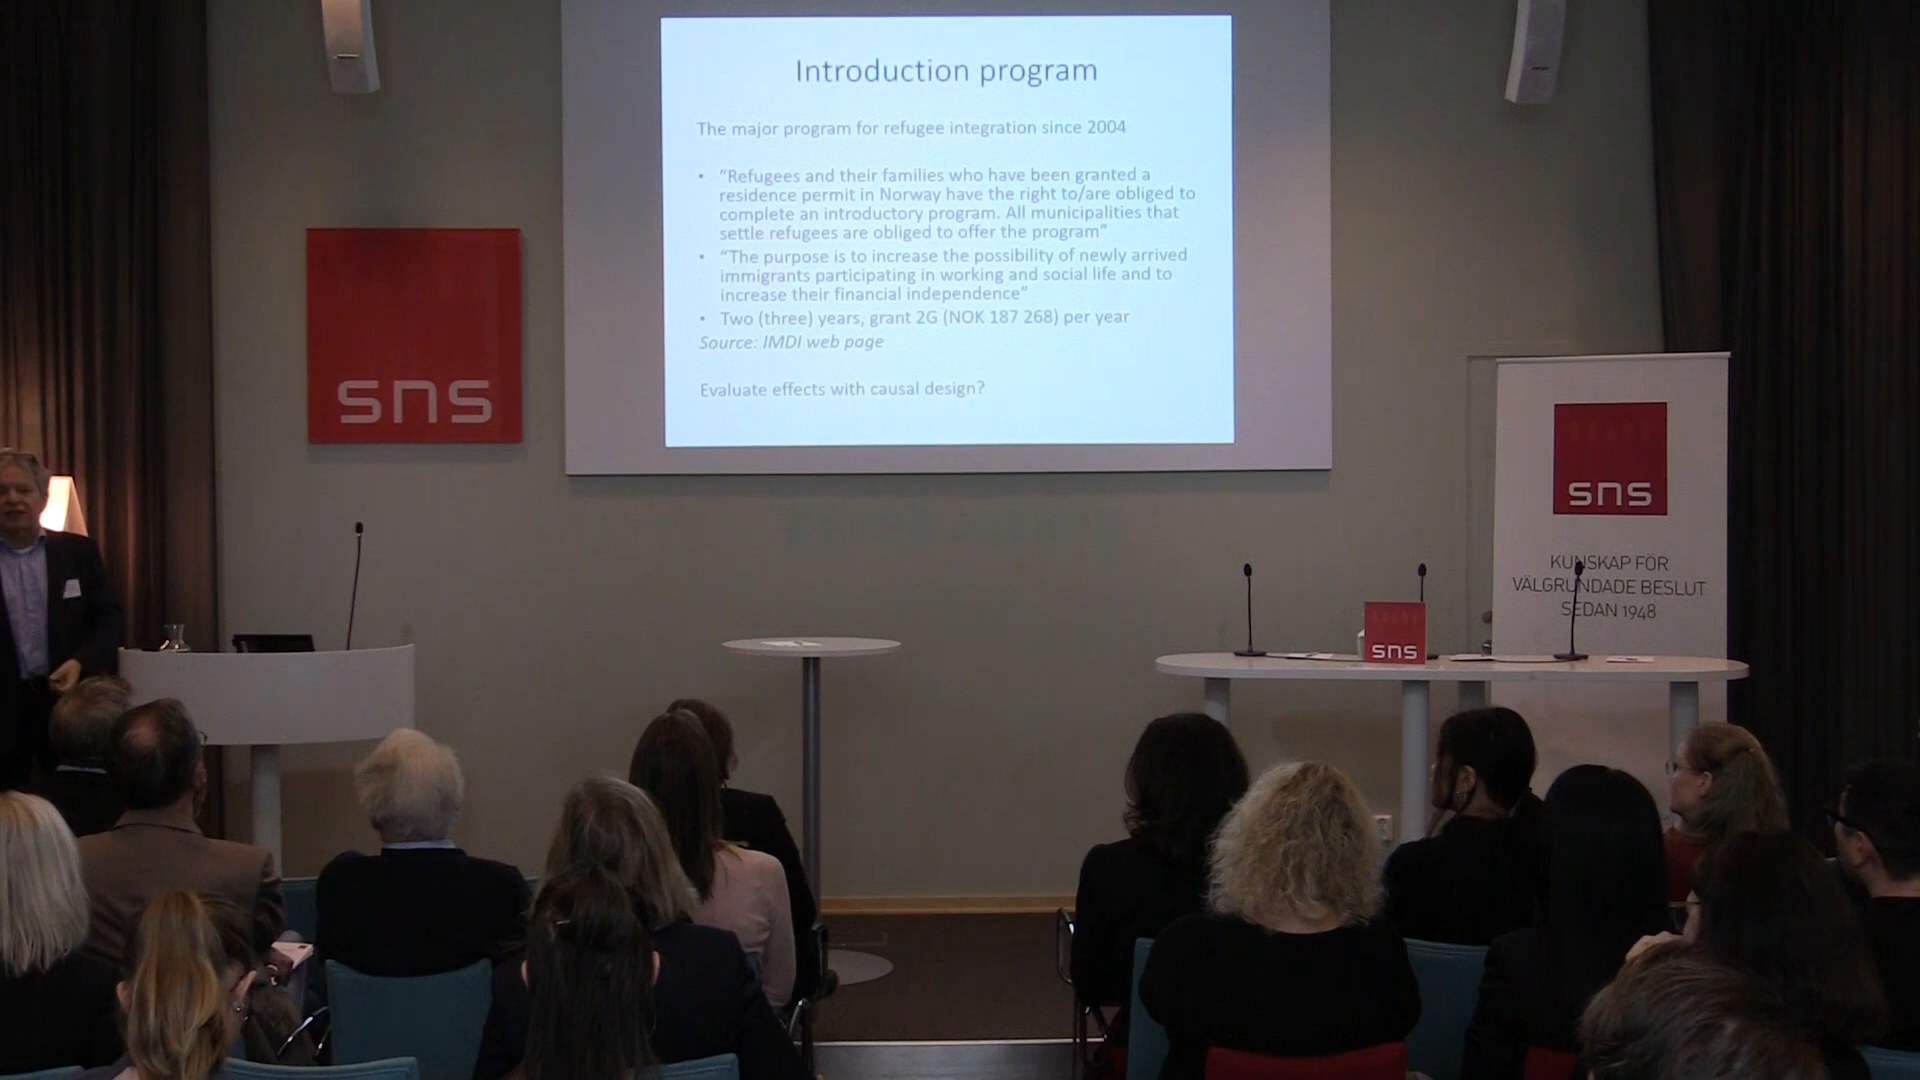 Introduction program
The major program for refugee integration since 2004
• “Refugees and their families who have been granted a
residence permit in Norway have the right to/are obliged to
complete an introductory program. All municipalities that
settle refugees are obliged to offer the program”
• “The purpose is to increase the possibility of newly arrived
immigrants participating in working and social life and to
increase their financial independence”
• Two (three) years, grant 2G (NOK 187 268) per year
Source: IMDI web page
Evaluate effects with causal design?
sns
sns
KUNSKAP FÖR
VÄLGRUNDADE BESLUT
SEDAN 1948
sns